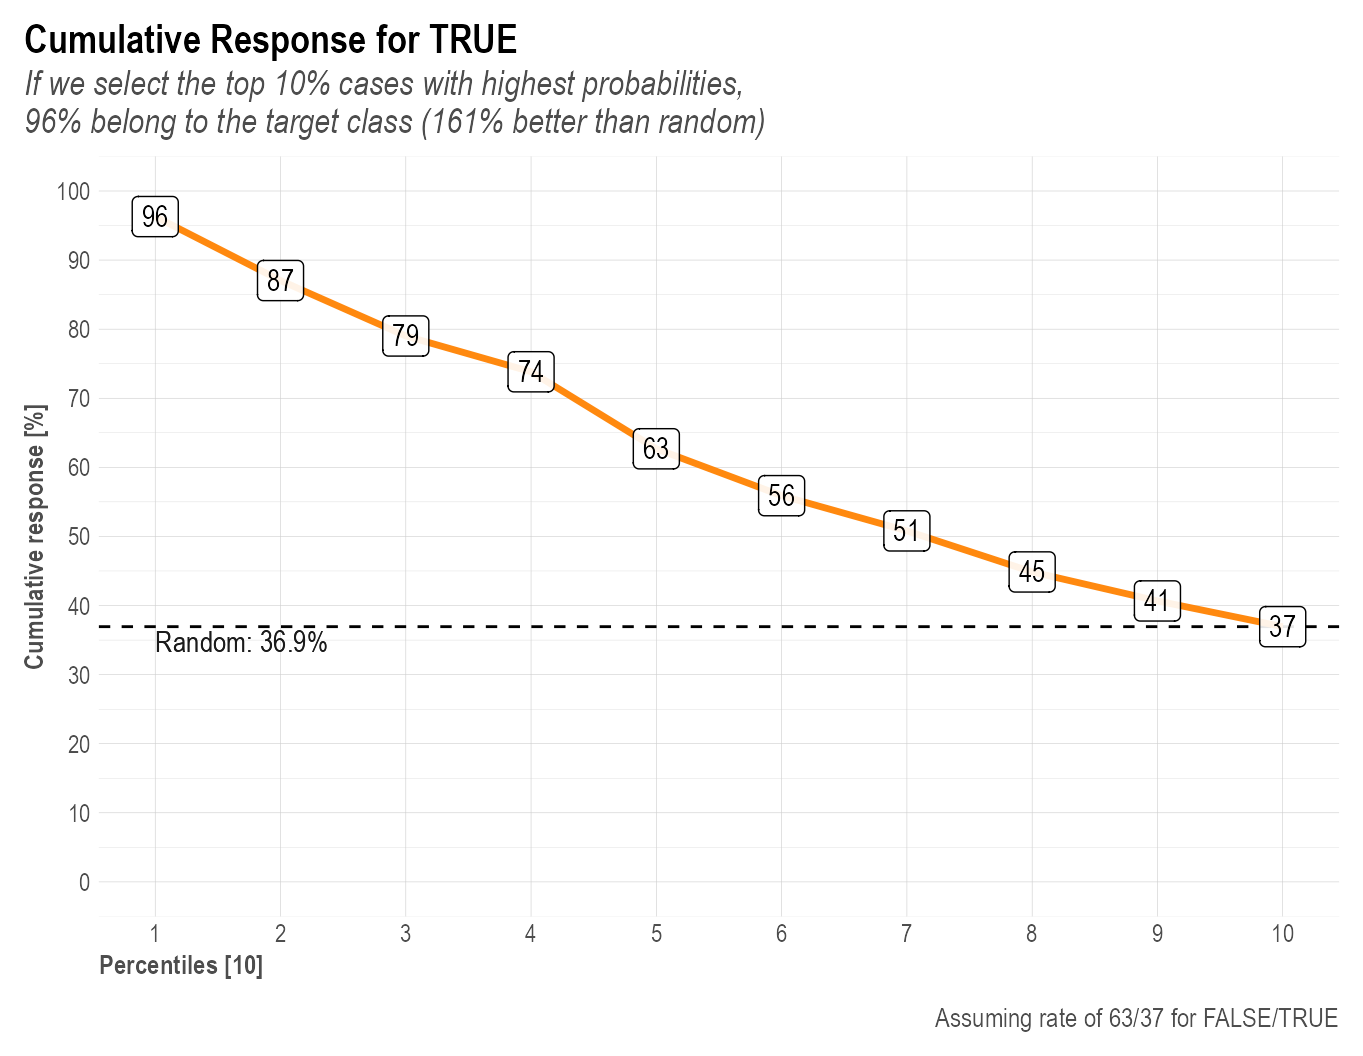 Cumulative Response for TRUE
If we select the top 10% cases with highest probabilities,
96% belong to the target class (161% better than random)
Cumulative response [%]
100
90
80
70
60
50
40
30
20
10
0
96
87
79
74
63
56
51
45
41
37
Random: 36.9%
1 2 3 4 5 6 7 8 9 10
Percentiles [10]
Assuming rate of 63/37 for FALSE/TRUE